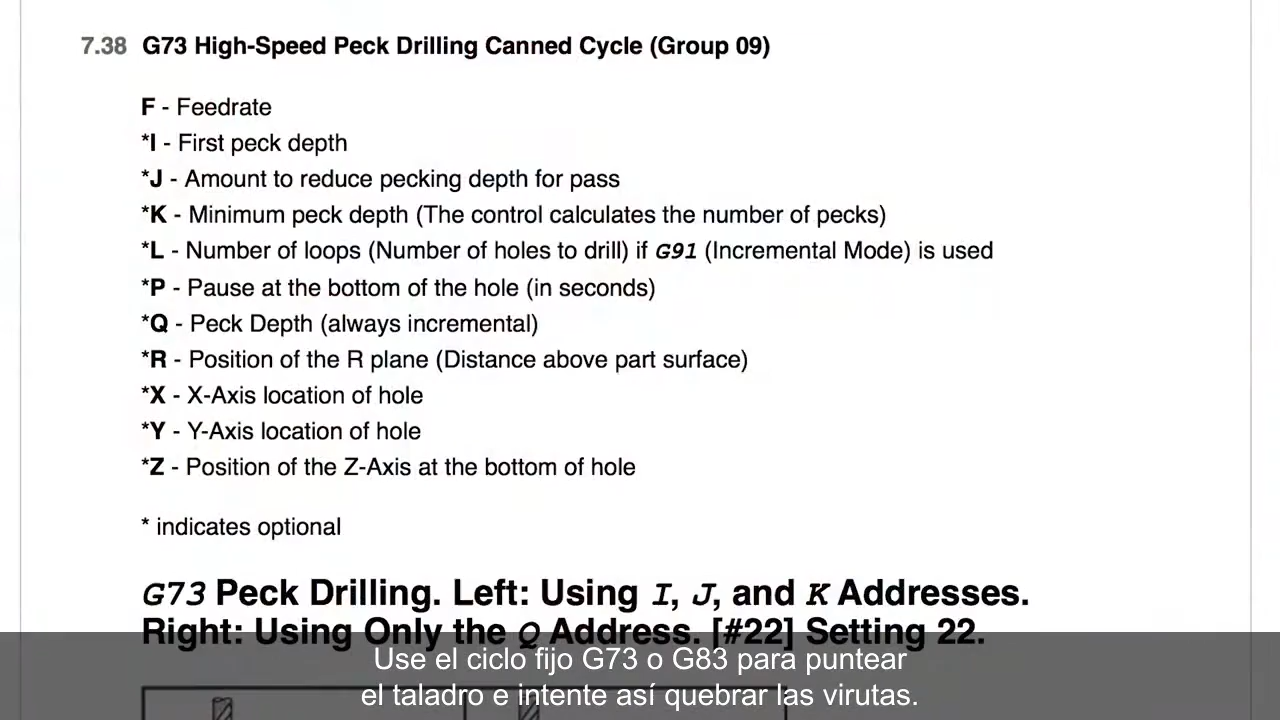 7.38 G73 High-Speed Peck Drilling Canned Cycle (Group 09)
F - Feedrate
*I - First peck depth
*J - Amount to reduce pecking depth for pass
*K - Minimum peck depth (The control calculates the number of pecks)
*L - Number of loops (Number of holes to drill) if G91 (Incremental Mode) is used
*P - Pause at the bottom of the hole (in seconds)
*Q - Peck Depth (always incremental)
*R - Position of the R plane (Distance above part surface)
*X - X-Axis location of hole
*Y - Y-Axis location of hole
*Z - Position of the Z-Axis at the bottom of hole
* indicates optional
G73 Peck Drilling. Left: Using I, J, and K Addresses.
Right: Using Only the Q Address. [#22] Setting 22.
Use el ciclo fijo G73 o G83 para puntear
el taladro e intente así quebrar las virutas.